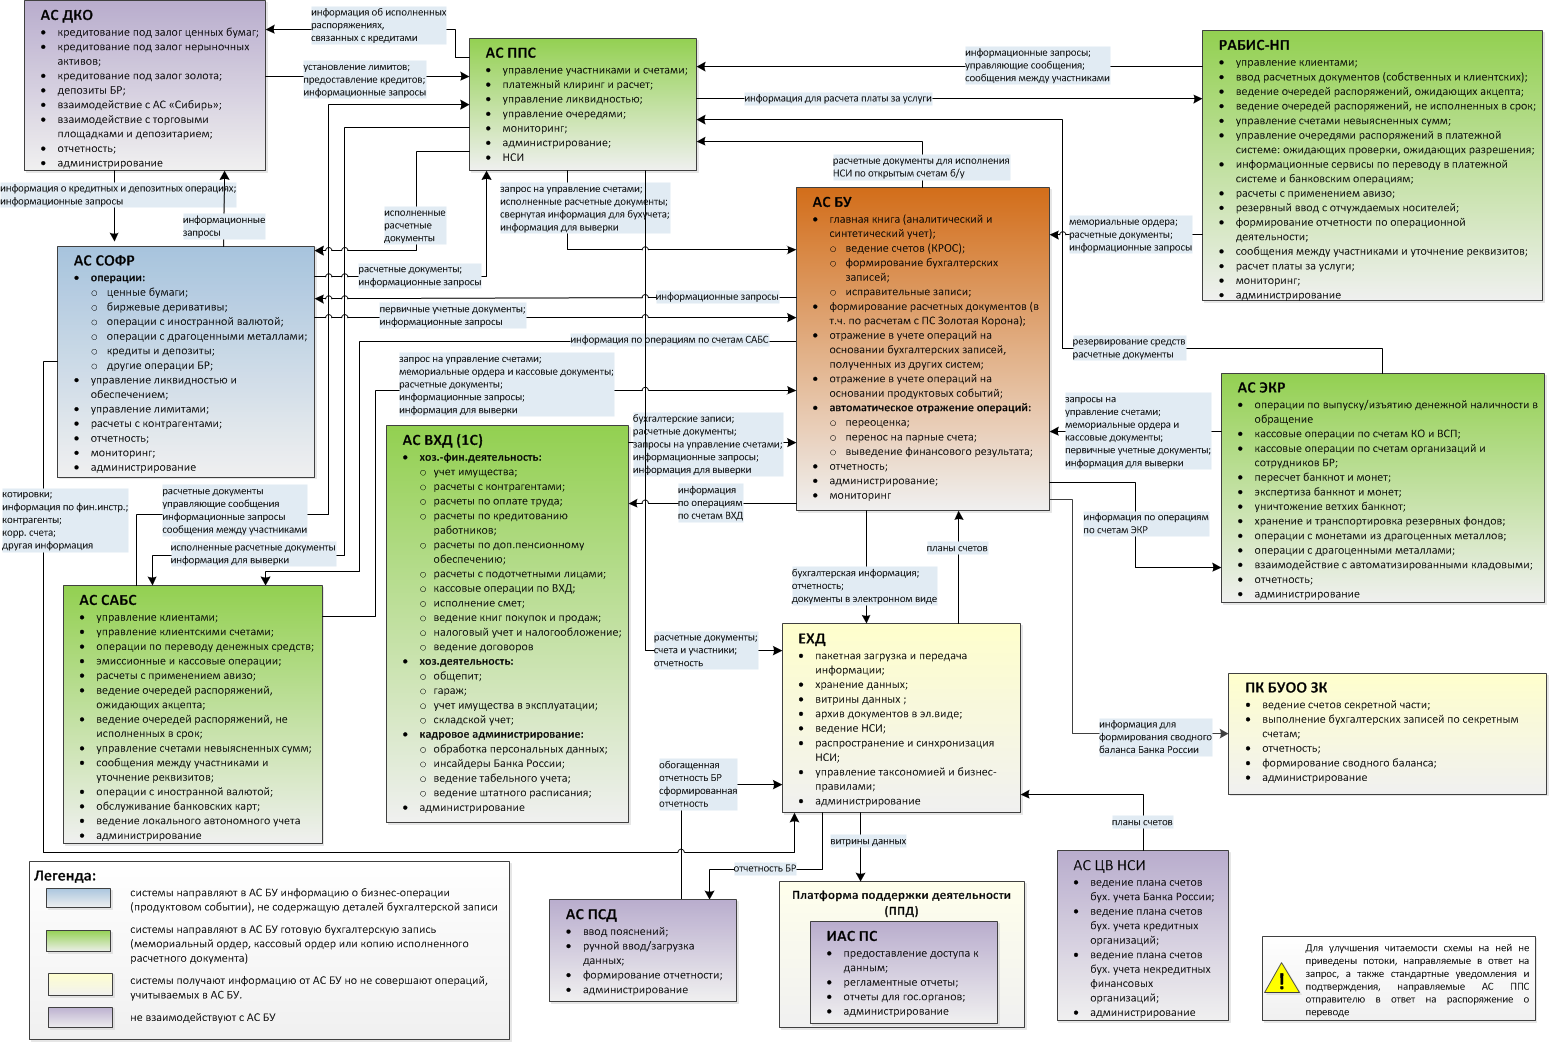 АС ДКО
• кредитование под залог ценных бумаг;
• кредитование под залог нерыночных
активов;
• кредитование под залог золота;
• депозиты БР;
• взаимодействие с АС «Сибирь»;
• взаимодействие с торговыми
площадками и депозитарием;
• отчетность;
• администрирование
информация об исполненных
распоряжениях,
связанных с кредитами
установление лимитов;
предоставление кредитов;
информационные запросы
АС ППС
• управление участниками и счетами;
• платежный клиринг и расчет;
• управление ликвидностью;
• управление очередями;
• мониторинг;
• администрирование;
• НСИ
информационные запросы;
управляющие сообщения;
сообщения между участниками
информация для расчета платы за услуги
РАБИС-НП
• управление клиентами;
• ввод расчетных документов (собственных и клиентских);
• ведение очередей распоряжений, ожидающих акцепта;
• ведение очередей распоряжений, не исполненных в срок;
• управление счетами невыясненных сумм;
• управление очередями распоряжений в платежной
системе: ожидающих проверки, ожидающих разрешения;
• информационные сервисы по переводу в платежной
системе и банковским операциям;
• расчеты с применением авизо;
• резервный ввод с отчуждаемых носителей;
• формирование отчетности по операционной
деятельности;
• сообщения между участниками и уточнение реквизитов;
• расчет платы за услуги;
• мониторинг;
• администрирование
информация о кредитных и депозитных операциях;
информационные запросы
информационные
запросы
исполненные
расчетные
документы
запрос на управление счетами;
исполненные расчетные документы;
свернутая информация для бухучета;
информация для выверки
расчетные документы для исполнения
НСИ по открытым счетам б/у
мемориальные ордера;
расчетные документы;
информационные запросы
АС СОФР
• операции:
○ ценные бумаги;
○ биржевые деривативы;
○ операции с иностранной валютой;
○ операции с драгоценными металлами;
○ кредиты и депозиты;
○ другие операции БР;
• управление ликвидностью и
обеспечением;
• управление лимитами;
• расчеты с контрагентами;
• отчетность;
• мониторинг;
• администрирование
расчетные документы;
информационные запросы
информационные запросы
первичные учетные документы;
информационные запросы
информация по операциям по счетам САБС
запрос на управление счетами;
мемориальные ордера и кассовые документы;
расчетные документы;
информационные запросы;
информация для выверки
АС БУ
• главная книга (аналитический и
синтетический учет);
○ ведение счетов (КРОС);
○ формирование бухгалтерских
записей;
○ исправительные записи;
• формирование расчетных документов (в
т.ч. по расчетам с ПС Золотая Корона);
• отражение в учете операций на
основании бухгалтерских записей,
полученных из других систем;
• отражение в учете операций на
основании продуктовых событий;
• автоматическое отражение операций:
○ переоценка;
○ перенос на парные счета;
○ выведение финансового результата;
• отчетность;
• администрирование;
• мониторинг
резервирование средств
расчетные документы
запросы на
управление счетами;
мемориальные ордера и
кассовые документы;
первичные учетные документы;
информация для выверки
АС ЭКР
• операции по выпуску/изъятию денежной наличности в
обращение
• кассовые операции по счетам КО и ВСП;
• кассовые операции по счетам организаций и
сотрудников БР;
• пересчет банкнот и монет;
• экспертиза банкнот и монет;
• уничтожение ветхих банкнот;
• хранение и транспортировка резервных фондов;
• операции с монетами из драгоценных металлов;
• операции с драгоценными металлами;
• взаимодействие с автоматизированными кладовыми;
• отчетность;
• администрирование
АС ВХД (1С)
• хоз.-фин.деятельность:
○ учет имущества;
○ расчеты с контрагентами;
○ расчеты по оплате труда;
○ расчеты по кредитованию
работников;
○ расчеты по доп.пенсионному
обеспечению;
○ расчеты с подотчетными лицами;
○ кассовые операции по ВХД;
○ исполнение смет;
○ ведение книг покупок и продаж;
○ налоговый учет и налогообложение;
○ ведение договоров
• хоз.деятельность:
○ общепит;
○ гараж;
○ учет имущества в эксплуатации;
○ складской учет;
• кадровое администрирование:
○ обработка персональных данных;
○ инсайдеры Банка России;
○ ведение табельного учета;
○ ведение штатного расписания;
• администрирование
бухгалтерские записи;
расчетные документы;
запросы на управление счетами;
информационные запросы;
информация для выверки
информация
по операциям
по счетам ВХД
информация по операциям
по счетам ЭКР
планы счетов
бухгалтерская информация;
отчетность;
документы в электронном виде
котировки;
информация по фин.инстр.;
контрагенты;
корр. счета;
другая информация
расчетные документы
управляющие сообщения
информационные запросы
сообщения между участниками
исполненные расчетные документы
информация для выверки
АС САБС
• управление клиентами;
• управление клиентскими счетами;
• операции по переводу денежных средств;
• эмиссионные и кассовые операции;
• расчеты с применением авизо;
• ведение очередей распоряжений,
ожидающих акцепта;
• ведение очередей распоряжений, не
исполненных в срок;
• управление счетами невыясненных сумм;
• сообщения между участниками и
уточнение реквизитов;
• операции с иностранной валютой;
• обслуживание банковских карт;
• ведение локального автономного учета
• администрирование
расчетные документы;
счета и участники;
отчетность
ЕХД
• пакетная загрузка и передача
информации;
• хранение данных;
• витрины данных ;
• архив документов в эл.виде;
• ведение НСИ;
• распространение и синхронизация
НСИ;
• управление таксономией и бизнес-
правилами;
• администрирование
ПК БУОО ЗК
• ведение счетов секретной части;
• выполнение бухгалтерских записей по секретным
счетам;
• отчетность;
• формирование сводного баланса;
• администрирование
информация для
формирования сводного
баланса Банка России
обогащенная
отчетность БР
сформированная
отчетность
планы счетов
витрины данных
отчетность БР
Легенда:
системы направляют в АС БУ информацию о бизнес-операции
(продуктовом событии), не содержащую деталей бухгалтерской записи
системы направляют в АС БУ готовую бухгалтерскую запись
(мемориальный ордер, кассовый ордер или копию исполненного
расчетного документа)
системы получают информацию от АС БУ но не совершают операций,
учитываемых в АС БУ.
не взаимодействуют с АС БУ
АС ПСД
• ввод пояснений;
• ручной ввод/загрузка
данных;
• формирование отчетности;
• администрирование
Платформа поддержки деятельности
(ППД)
ИАС ПС
• предоставление доступа к
данным;
• регламентные отчеты;
• отчеты для гос.органов;
• администрирование
АС ЦВ НСИ
• ведение плана счетов
бух. учета Банка России;
• ведение плана счетов
бух. учета кредитных
организаций;
• ведение плана счетов
бух. учета некредитных
финансовых
организаций;
• администрирование
Для улучшения читаемости схемы на ней не
приведены потоки, направляемые в ответ на
запрос, а также стандартные уведомления и
подтверждения, направляемые АС ППС
отправителю в ответ на распоряжение о
переводе